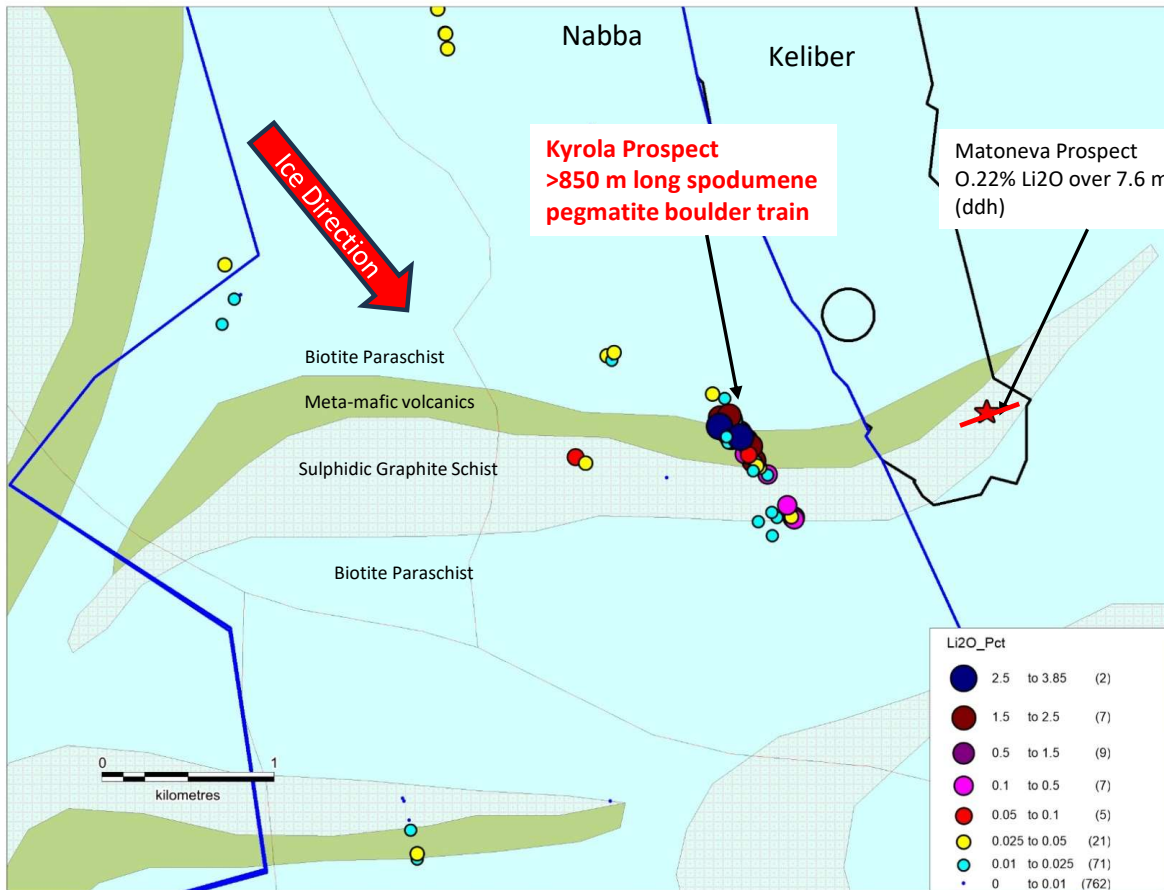 Nabba
Keliber
Kyrola Prospect
>850 m long spodumene
pegmatite boulder train
Matoneva Prospect
O.22% Li2O over 7.6 m
(ddh)
Ice Direction
Biotite Paraschist
Meta-mafic volcanics
Sulphidic Graphite Schist
Biotite Paraschist
0 1
kilometres
Li2O_Pct
2.5 to 3.85 (2)
1.5 to 2.5 (7)
0.5 to 1.5 (9)
0.1 to 0.5 (7)
0.05 to 0.1 (5)
0.025 to 0.05 (21)
0.01 to 0.025 (71)
0 to 0.01 (762)